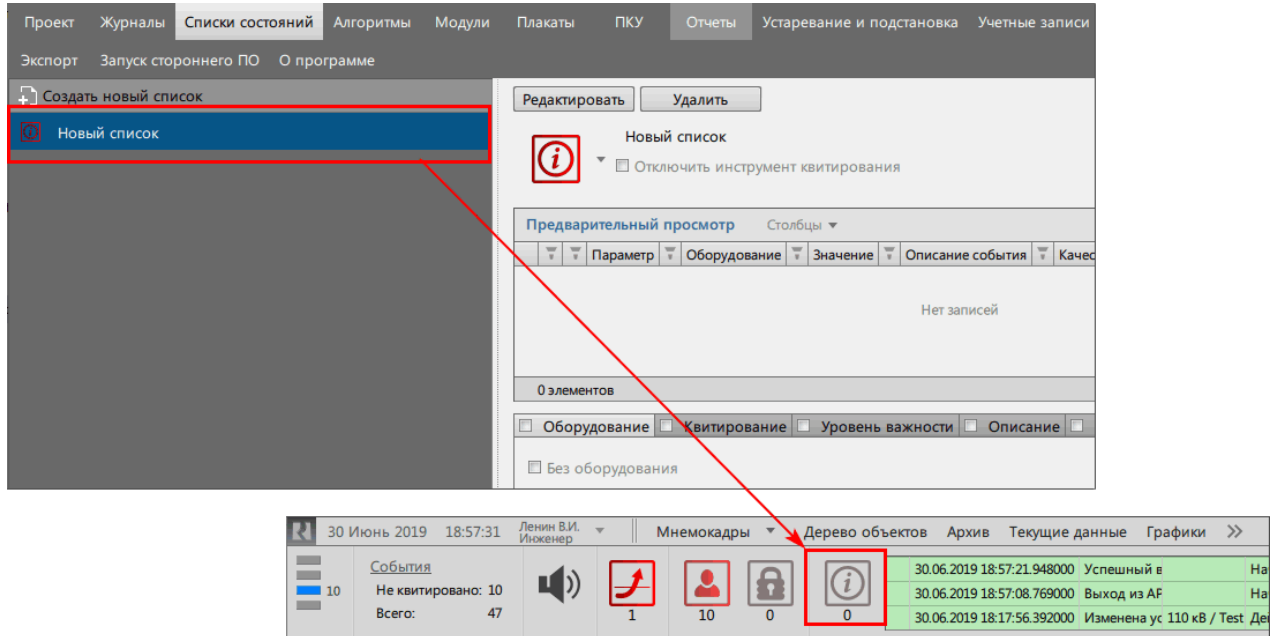 Проект Журналы Списки состояний Алгоритмы Модули Плакаты ПКУ Отчеты Устаревание и подстановка Учетные записи
Экспорт Запуск стороннего ПО О программе
Создать новый список
Новый список
Редактировать Удалить
Новый список
Отключить инструмент квитирования
Предварительный просмотр Столбцы
Параметр Оборудование Значение Описание события Качес
Нет записей
0 элементов
Оборудование Квитирование Уровень важности Описание
Без оборудования
30 Июнь 2019 18:57:31 Ленин В.И. Инженер Мнемокадры Дерево объектов Архив Текущие данные Графики >>
События
10 Не квитировано: 10
Всего: 47
1 10 0 0
30.06.2019 18:57:21.948000 Успешный в На
30.06.2019 18:57:08.769000 Выход из АР На
30.06.2019 18:17:56.392000 Изменена ус 110 кВ / Test Дей